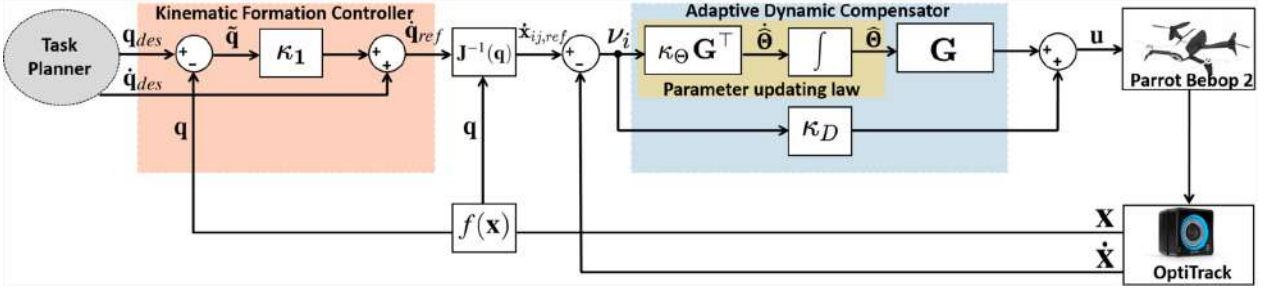 Kinematic Formation Controller
Adaptive Dynamic Compensator
Task
Planner
q_des
q̇_des
+
−
q̃
κ₁
+
+
q̇_ref
J⁻¹(q)
ẋ_ij,ref
+
−
ν_i
κ_Θ G^⊤
Θ̂̇
∫
Θ̂
G
Parameter updating law
κ_D
+
+
u
Parrot Bebop 2
q
q
f(x)
x
ẋ
OptiTrack